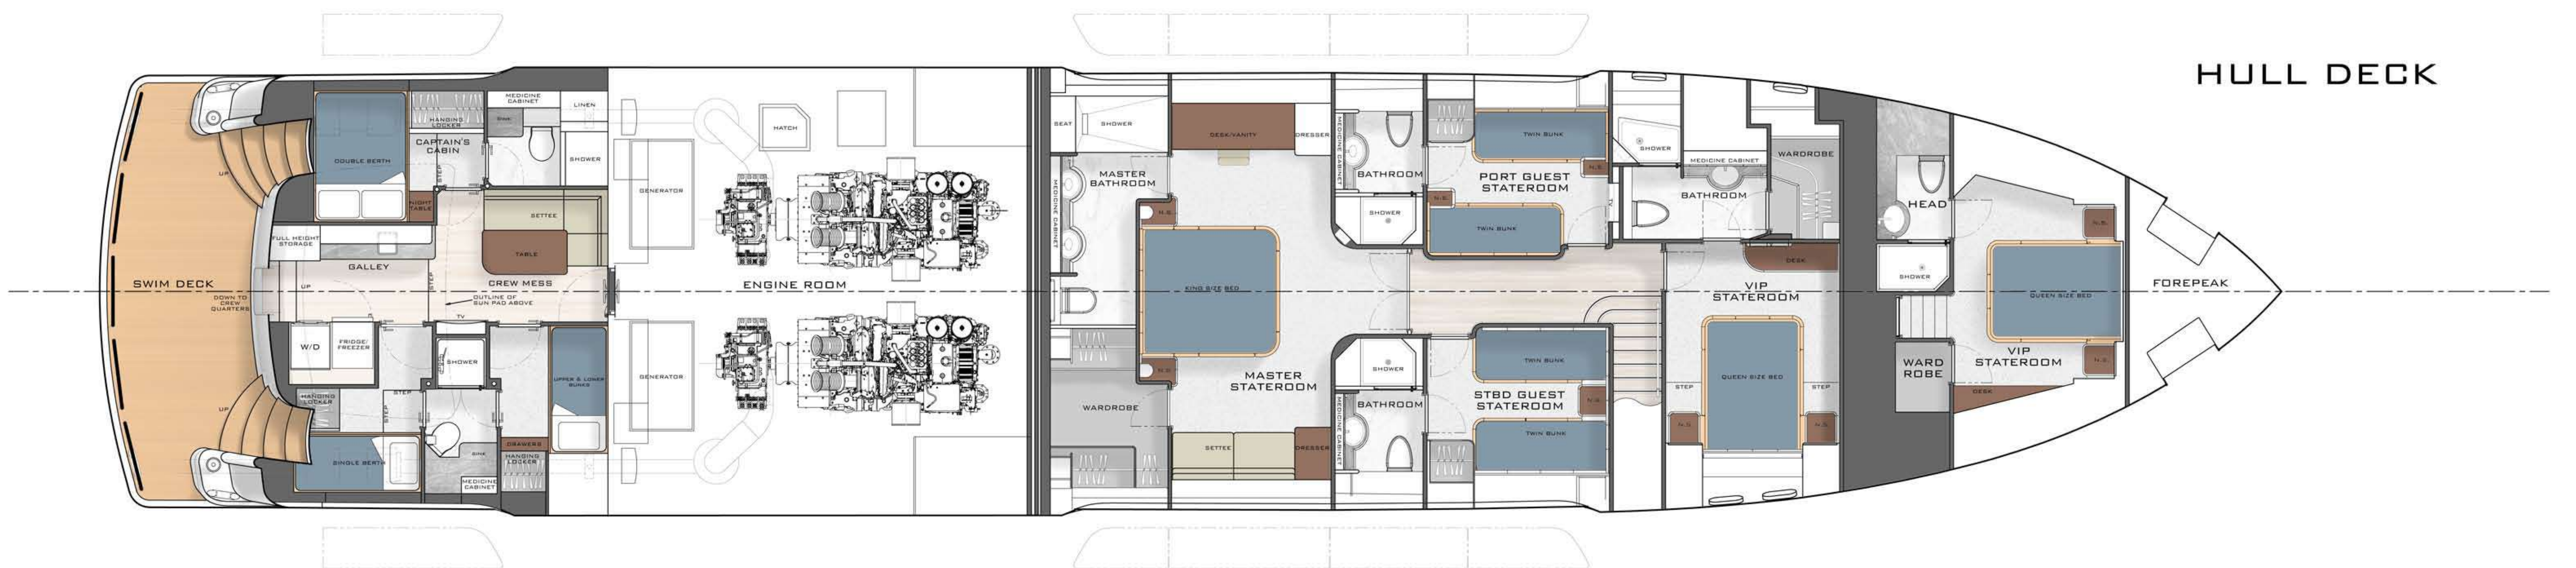 HULL DECK
SWIM DECK
UP
UP
DOWN TO
CREW
QUARTERS
DOUBLE BERTH
HANGING
LOCKER
CAPTAIN'S
CABIN
STEP
NIGHT
TABLE
MEDICINE
CABINET
SINK
LINEN
SHOWER
SETTEE
TABLE
FULL HEIGHT
STORAGE
GALLEY
UP
STEP
CREW MESS
OUTLINE OF
SUN PAD ABOVE
TV
W/D
FRIDGE/
FREEZER
SHOWER
HANGING
LOCKER
STEP
STEP
SINGLE BERTH
SINK
MEDICINE
CABINET
UPPER & LOWER
BUNKS
DRAWERS
HANGING
LOCKER
GENERATOR
GENERATOR
HATCH
ENGINE ROOM
SEAT
SHOWER
MASTER
BATHROOM
MEDICINE CABINET
DESK/VANITY
DRESSER
N.S.
KING SIZE BED
N.S.
MASTER
STATEROOM
WARDROBE
SETTEE
DRESSER
MEDICINE CABINET
BATHROOM
SHOWER
TWIN BUNK
N.S.
PORT GUEST
STATEROOM
N.S.
TWIN BUNK
TV
SHOWER
BATHROOM
MEDICINE CABINET
TWIN BUNK
STBD GUEST
STATEROOM
N.S.
TWIN BUNK
SHOWER
MEDICINE CABINET
BATHROOM
WARDROBE
DESK
VIP
STATEROOM
QUEEN SIZE BED
STEP
STEP
N.S.
N.S.
HEAD
SHOWER
WARD
ROBE
N.S.
QUEEN SIZE BED
VIP
STATEROOM
N.S.
DESK
FOREPEAK